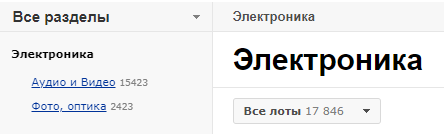 Все разделы
Электроника
Аудио и Видео 15423
Фото, оптика 2423
Электроника
Электроника
Все лоты 17 846